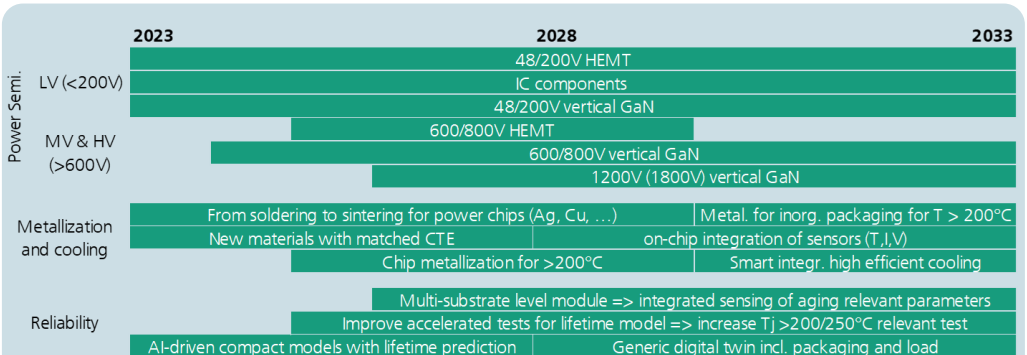 2023 2028 2033
Power Semi.
LV (<200V)
48/200V HEMT
IC components
48/200V vertical GaN
MV & HV
(>600V)
600/800V HEMT
600/800V vertical GaN
1200V (1800V) vertical GaN
Metallization
and cooling
From soldering to sintering for power chips (Ag, Cu, ...) Metal. for inorg. packaging for T > 200°C
New materials with matched CTE on-chip integration of sensors (T,I,V)
Chip metallization for >200°C Smart integr. high efficient cooling
Reliability
Multi-substrate level module => integrated sensing of aging relevant parameters
Improve accelerated tests for lifetime model => increase Tj >200/250°C relevant test
AI-driven compact models with lifetime prediction Generic digital twin incl. packaging and load